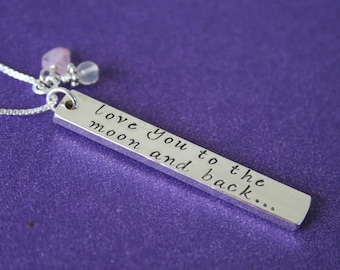 love you to the
moon and back...